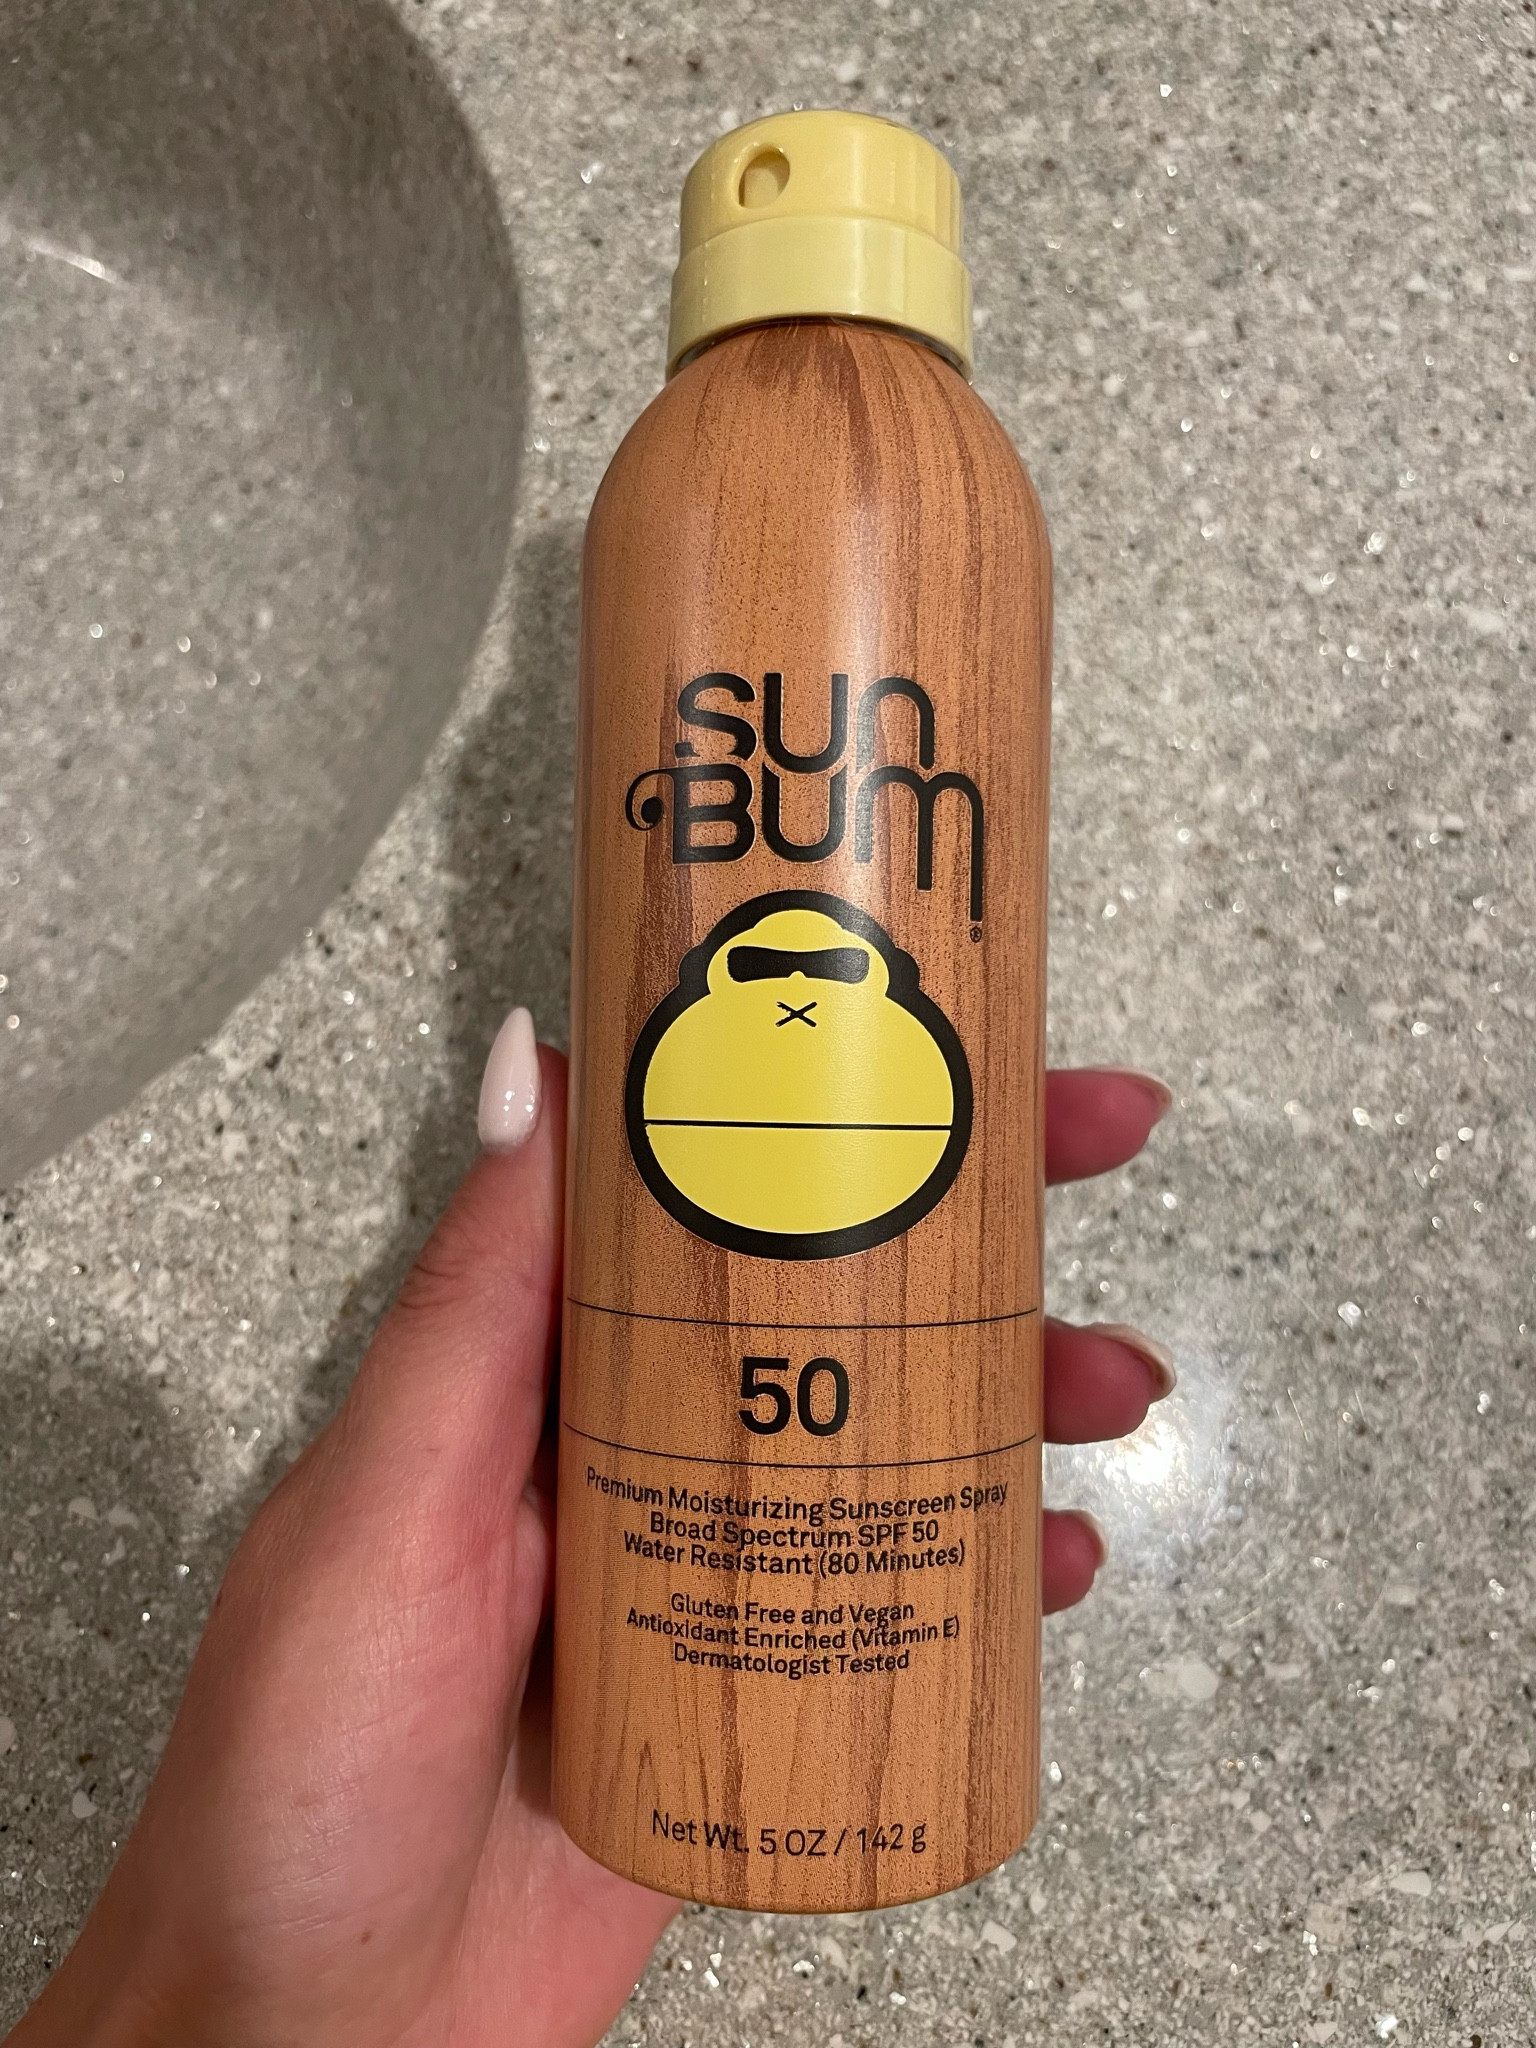 sun
BUM
®
50
Premium Moisturizing Sunscreen Spray
Broad Spectrum SPF 50
Water Resistant (80 Minutes)
Gluten Free and Vegan
Antioxidant Enriched (Vitamin E)
Dermatologist Tested
Net Wt. 5 OZ / 142 g